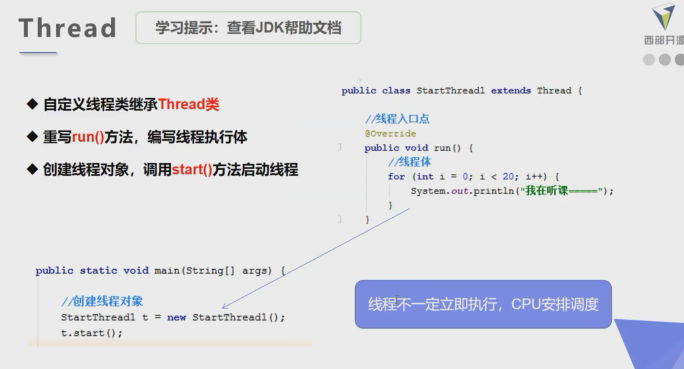 Thread
学习提示：查看JDK帮助文档
西部开源
◆ 自定义线程类继承Thread类
◆ 重写run()方法，编写线程执行体
◆ 创建线程对象，调用start()方法启动线程
public class StartThread1 extends Thread {
//线程入口点
@Override
public void run() {
//线程体
for (int i = 0; i < 20; i++) {
System.out.println("我在听课=====");
}
}
public static void main(String[] args) {
//创建线程对象
StartThread1 t = new StartThread1();
t.start();
线程不一定立即执行，CPU安排调度